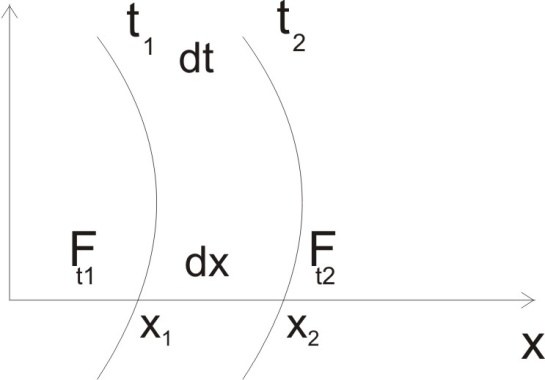 t₁ dt t₂
Fₜ₁ dx Fₜ₂
x₁ x₂
x